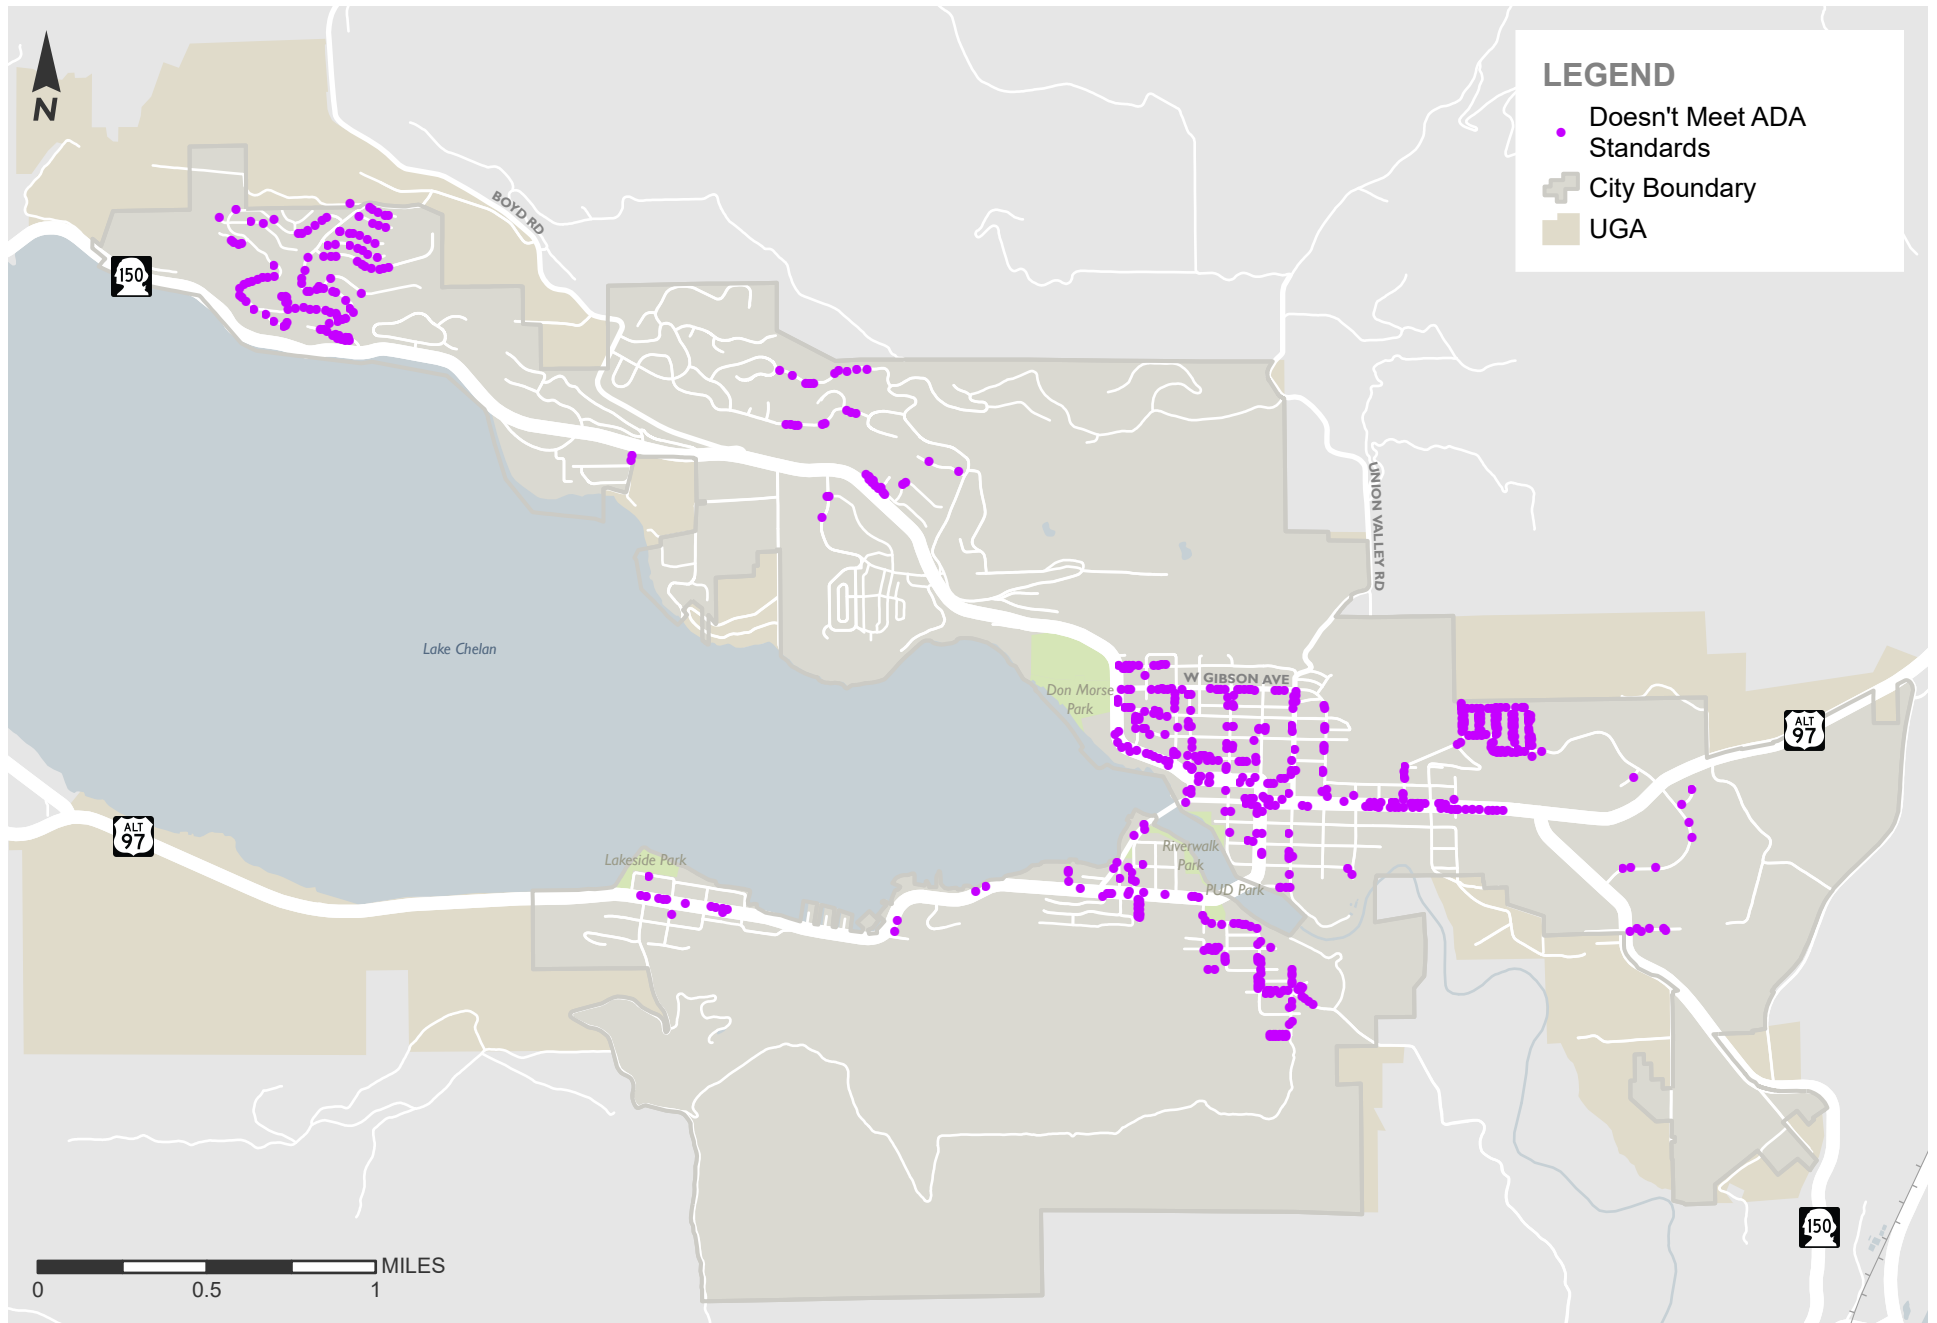 N
LEGEND
Doesn't Meet ADA
Standards
City Boundary
UGA
BOYD RD
150
UNION VALLEY RD
Lake Chelan
W GIBSON AVE
Don Morse
Park
ALT
97
ALT
97
Lakeside Park
Riverwalk
Park
PUD Park
150
MILES
0
0.5
1